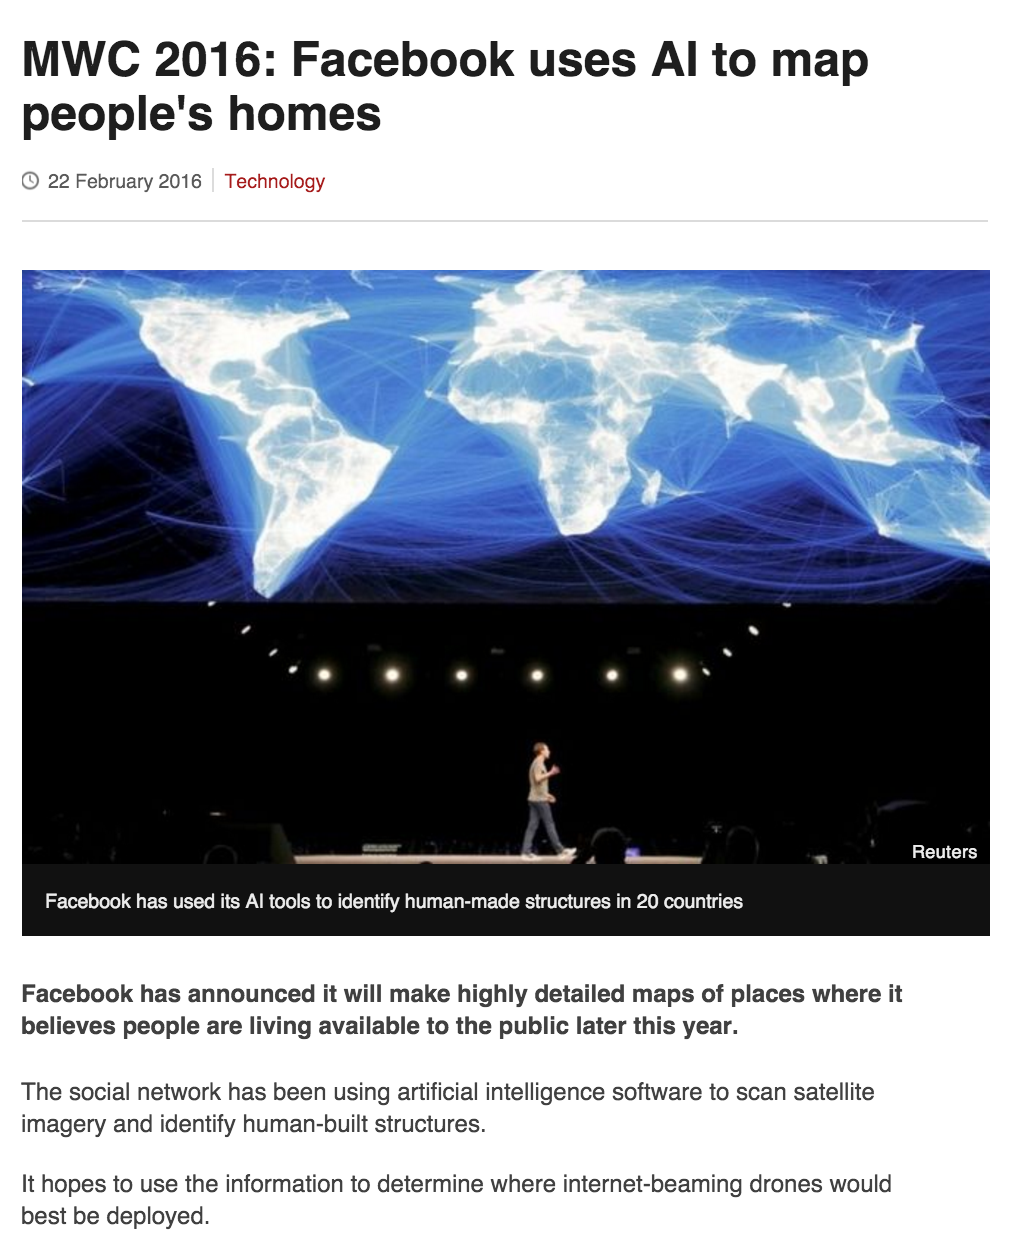 MWC 2016: Facebook uses AI to map
people's homes
22 February 2016
Technology
Reuters
Facebook has used its AI tools to identify human-made structures in 20 countries
Facebook has announced it will make highly detailed maps of places where it
believes people are living available to the public later this year.
The social network has been using artificial intelligence software to scan satellite
imagery and identify human-built structures.
It hopes to use the information to determine where internet-beaming drones would
best be deployed.